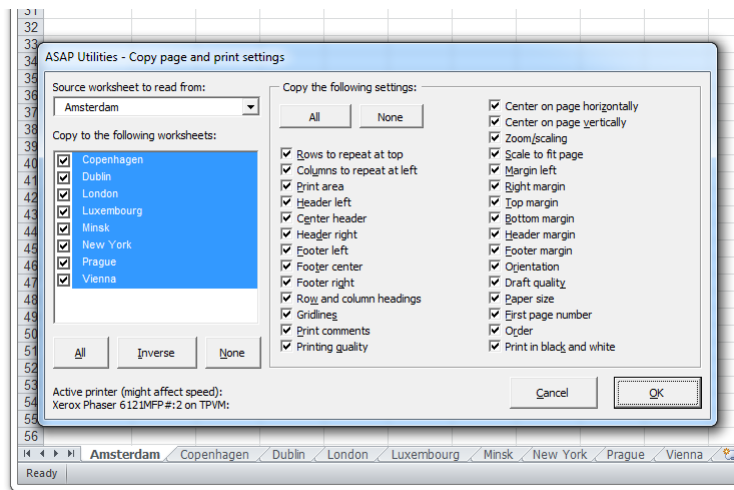 31
32
33
34
35
36
37
38
39
40
41
42
43
44
45
46
47
48
49
50
51
52
53
54
55
56
ASAP Utilities - Copy page and print settings
Source worksheet to read from:
Amsterdam
Copy to the following worksheets:
Copenhagen
Dublin
London
Luxembourg
Minsk
New York
Prague
Vienna
All Inverse None
Active printer (might affect speed):
Xerox Phaser 6121MFP#:2 on TPVM:
Copy the following settings:
All None
Rows to repeat at top
Columns to repeat at left
Print area
Header left
Center header
Header right
Footer left
Footer center
Footer right
Row and column headings
Gridlines
Print comments
Printing quality
Center on page horizontally
Center on page vertically
Zoom/scaling
Scale to fit page
Margin left
Right margin
Top margin
Bottom margin
Header margin
Footer margin
Orientation
Draft quality
Paper size
First page number
Order
Print in black and white
Cancel OK
Amsterdam Copenhagen Dublin London Luxembourg Minsk New York Prague Vienna
Ready